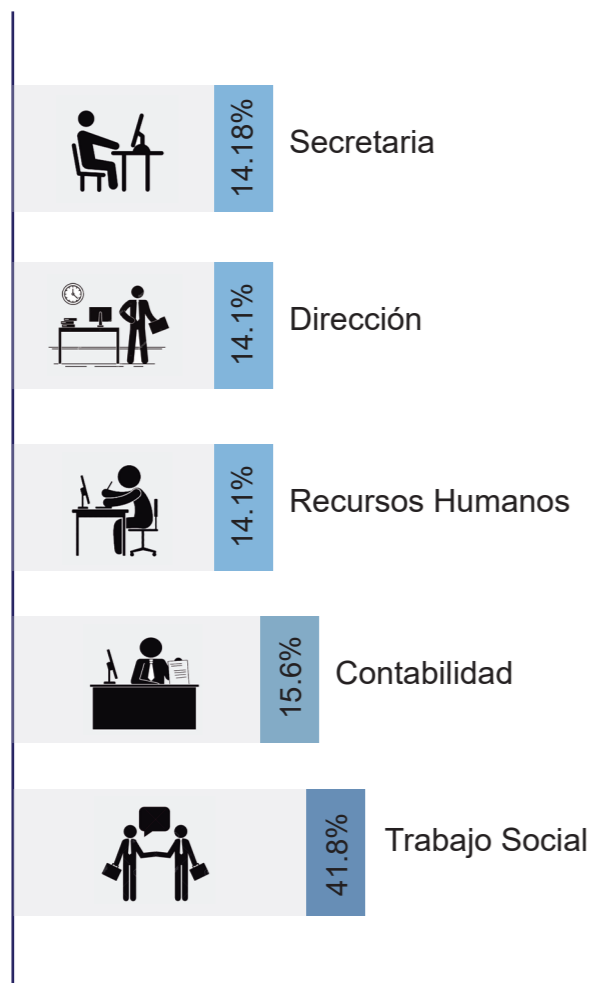 14.18%
Secretaria
14.1%
Dirección
14.1%
Recursos Humanos
15.6%
Contabilidad
41.8%
Trabajo Social